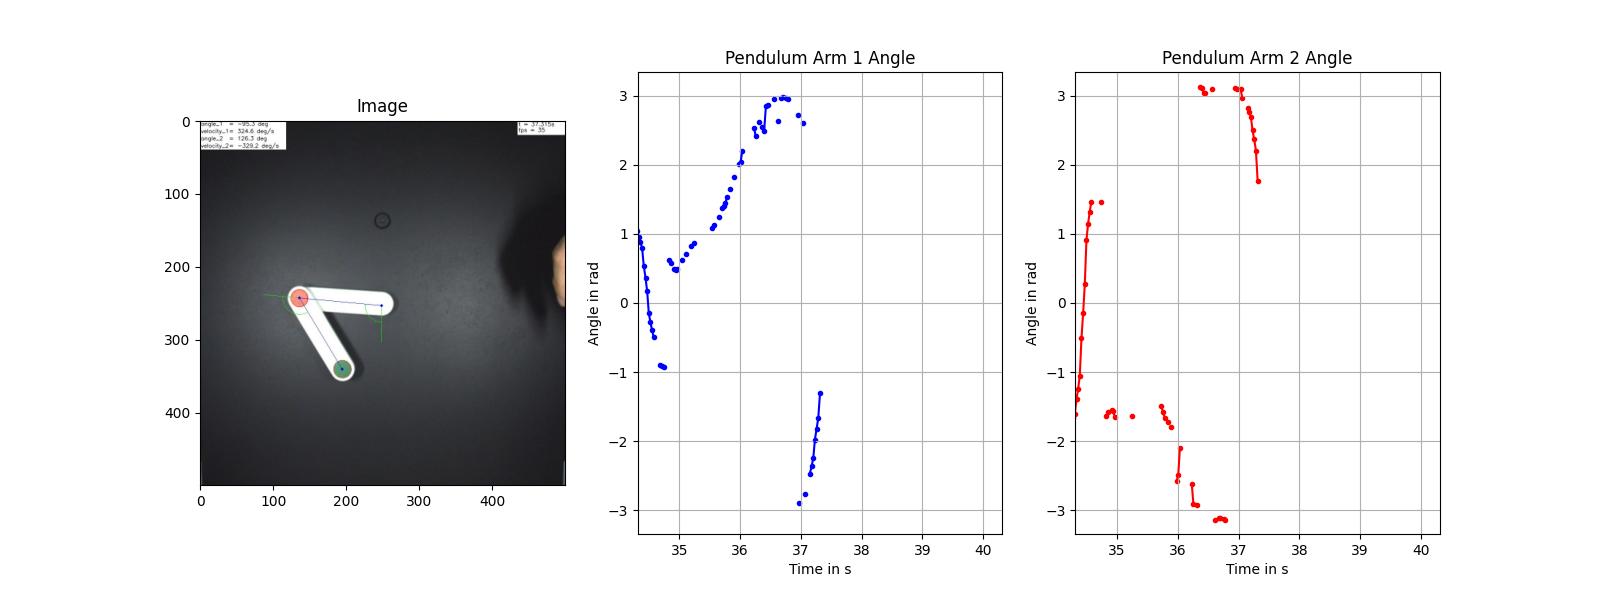 Image
angle_1 = -95.3 deg
velocity_1= 324.6 deg/s
angle_2 = 126.3 deg
velocity_2= -329.2 deg/s
t = 37.315s
fps = 35
0
100
200
300
400
0 100 200 300 400
Pendulum Arm 1 Angle
Angle in rad
3
2
1
0
−1
−2
−3
35 36 37 38 39 40
Time in s
Pendulum Arm 2 Angle
Angle in rad
3
2
1
0
−1
−2
−3
35 36 37 38 39 40
Time in s